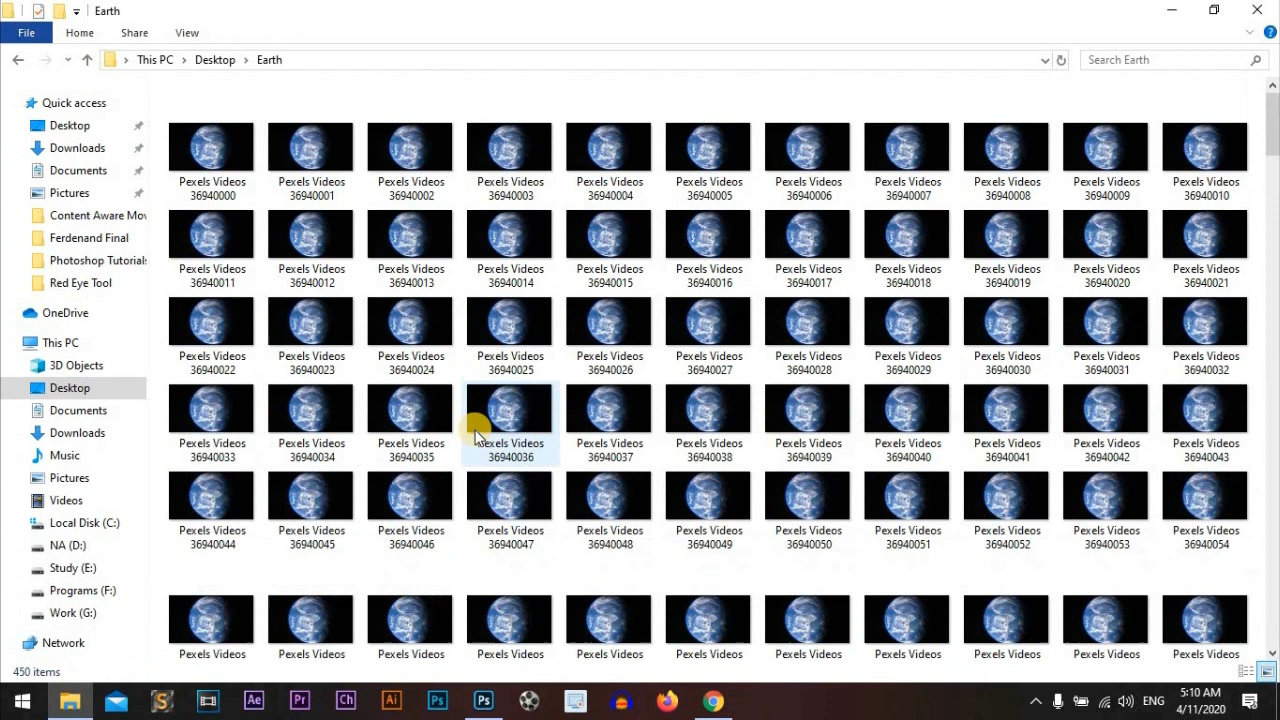 Earth
File
Home
Share
View
This PC
Desktop
Earth
Search Earth
Quick access
Desktop
Downloads
Documents
Pictures
Content Aware Mov
Ferdenand Final
Photoshop Tutorials
Red Eye Tool
OneDrive
This PC
3D Objects
Desktop
Documents
Downloads
Music
Pictures
Videos
Local Disk (C:)
NA (D:)
Study (E:)
Programs (F:)
Work (G:)
Network
Pexels Videos Pexels Videos Pexels Videos Pexels Videos Pexels Videos Pexels Videos Pexels Videos Pexels Videos Pexels Videos Pexels Videos Pexels Videos
36940000 36940001 36940002 36940003 36940004 36940005 36940006 36940007 36940008 36940009 36940010
Pexels Videos Pexels Videos Pexels Videos Pexels Videos Pexels Videos Pexels Videos Pexels Videos Pexels Videos Pexels Videos Pexels Videos Pexels Videos
36940011 36940012 36940013 36940014 36940015 36940016 36940017 36940018 36940019 36940020 36940021
Pexels Videos Pexels Videos Pexels Videos Pexels Videos Pexels Videos Pexels Videos Pexels Videos Pexels Videos Pexels Videos Pexels Videos Pexels Videos
36940022 36940023 36940024 36940025 36940026 36940027 36940028 36940029 36940030 36940031 36940032
Pexels Videos Pexels Videos Pexels Videos Pexels Videos Pexels Videos Pexels Videos Pexels Videos Pexels Videos Pexels Videos Pexels Videos Pexels Videos
36940033 36940034 36940035 36940036 36940037 36940038 36940039 36940040 36940041 36940042 36940043
Pexels Videos Pexels Videos Pexels Videos Pexels Videos Pexels Videos Pexels Videos Pexels Videos Pexels Videos Pexels Videos Pexels Videos Pexels Videos
36940044 36940045 36940046 36940047 36940048 36940049 36940050 36940051 36940052 36940053 36940054
Pexels Videos Pexels Videos Pexels Videos Pexels Videos Pexels Videos Pexels Videos Pexels Videos Pexels Videos Pexels Videos Pexels Videos Pexels Videos
450 items
S Ae Pr Ch Ai Ps Ps
ENG
5:10 AM
4/11/2020